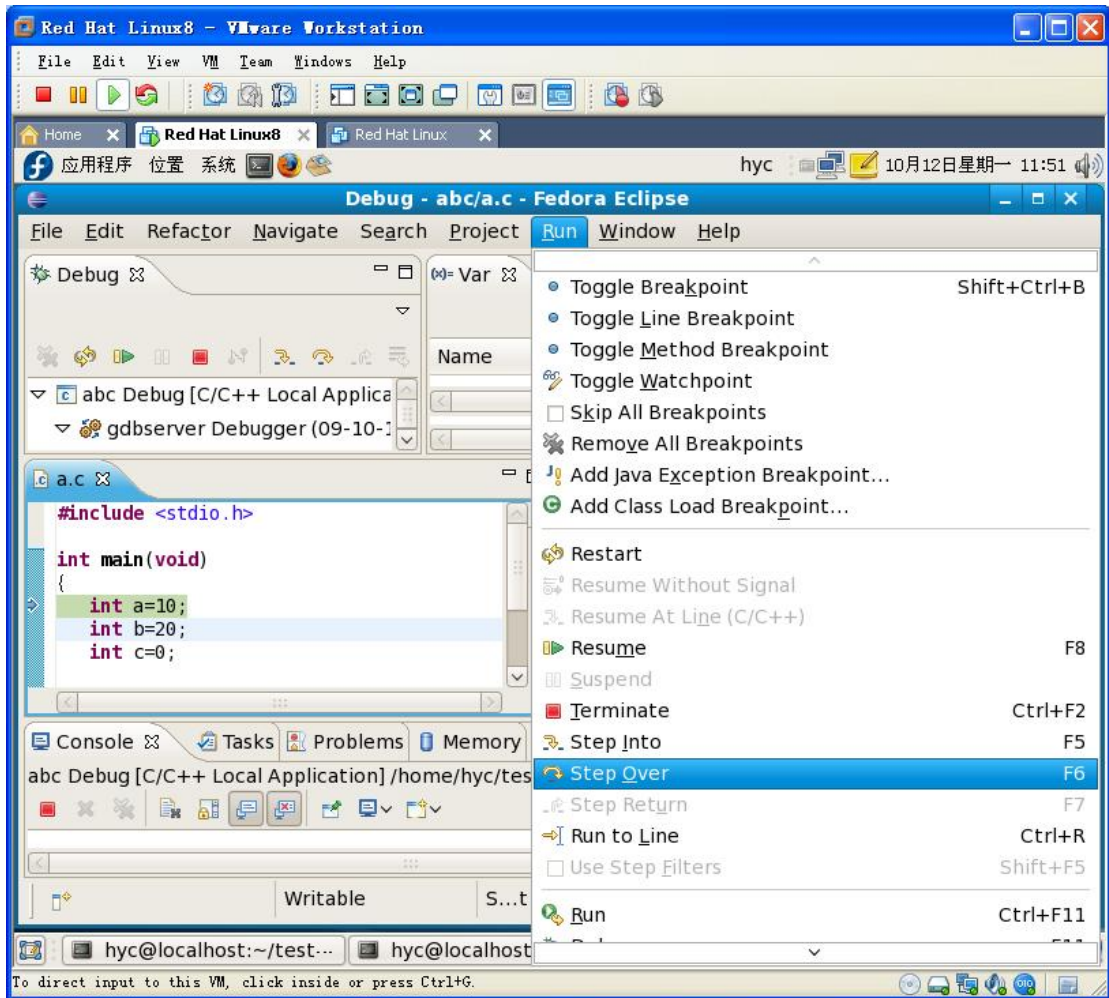 Red Hat Linux8 - VMware Workstation
File Edit View VM Team Windows Help
Home Red Hat Linux8 Red Hat Linux
应用程序 位置 系统 hyc 10月12日星期一 11:51
Debug - abc/a.c - Fedora Eclipse
File Edit Refactor Navigate Search Project Run Window Help
Debug
(x)= Var
Name
abc Debug [C/C++ Local Applica
gdbserver Debugger (09-10-1
a.c
#include <stdio.h>
int main(void)
{
int a=10;
int b=20;
int c=0;
Console Tasks Problems Memory
abc Debug [C/C++ Local Application] /home/hyc/tes
Writable S...t
Toggle Breakpoint Shift+Ctrl+B
Toggle Line Breakpoint
Toggle Method Breakpoint
Toggle Watchpoint
Skip All Breakpoints
Remove All Breakpoints
Add Java Exception Breakpoint...
Add Class Load Breakpoint...
Restart
Resume Without Signal
Resume At Line (C/C++)
Resume F8
Suspend
Terminate Ctrl+F2
Step Into F5
Step Over F6
Step Return F7
Run to Line Ctrl+R
Use Step Filters Shift+F5
Run Ctrl+F11
hyc@localhost:~/test··· hyc@localhost
To direct input to this VM, click inside or press Ctrl+G.